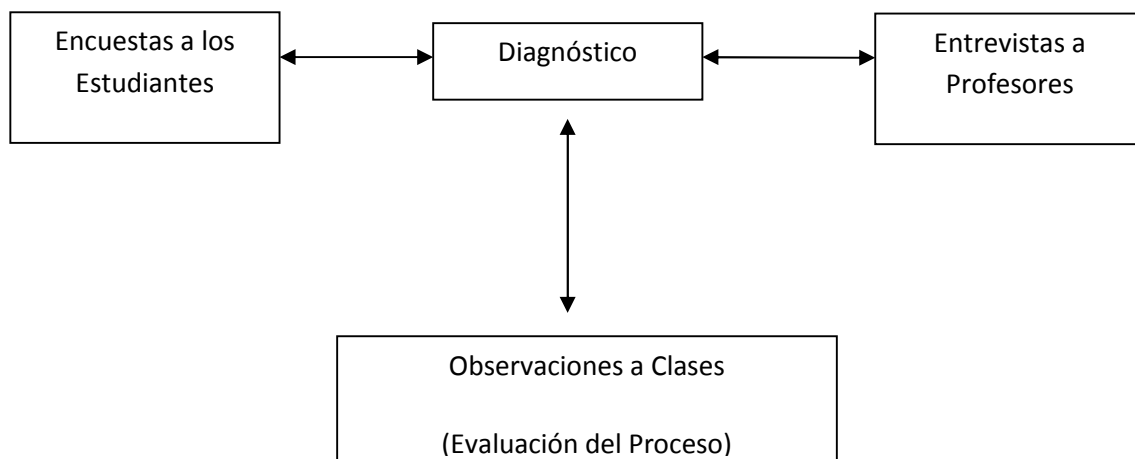 Encuestas a los
Estudiantes
Diagnóstico
Entrevistas a
Profesores
Observaciones a Clases
(Evaluación del Proceso)